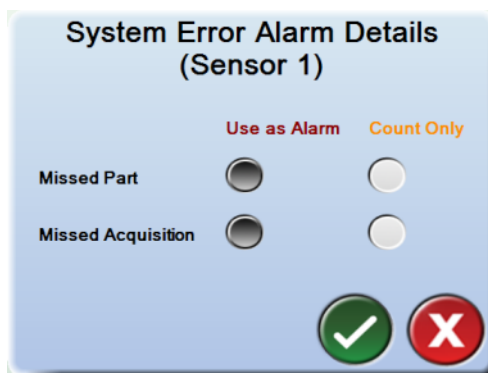 System Error Alarm Details
(Sensor 1)
Use as Alarm Count Only
Missed Part
Missed Acquisition